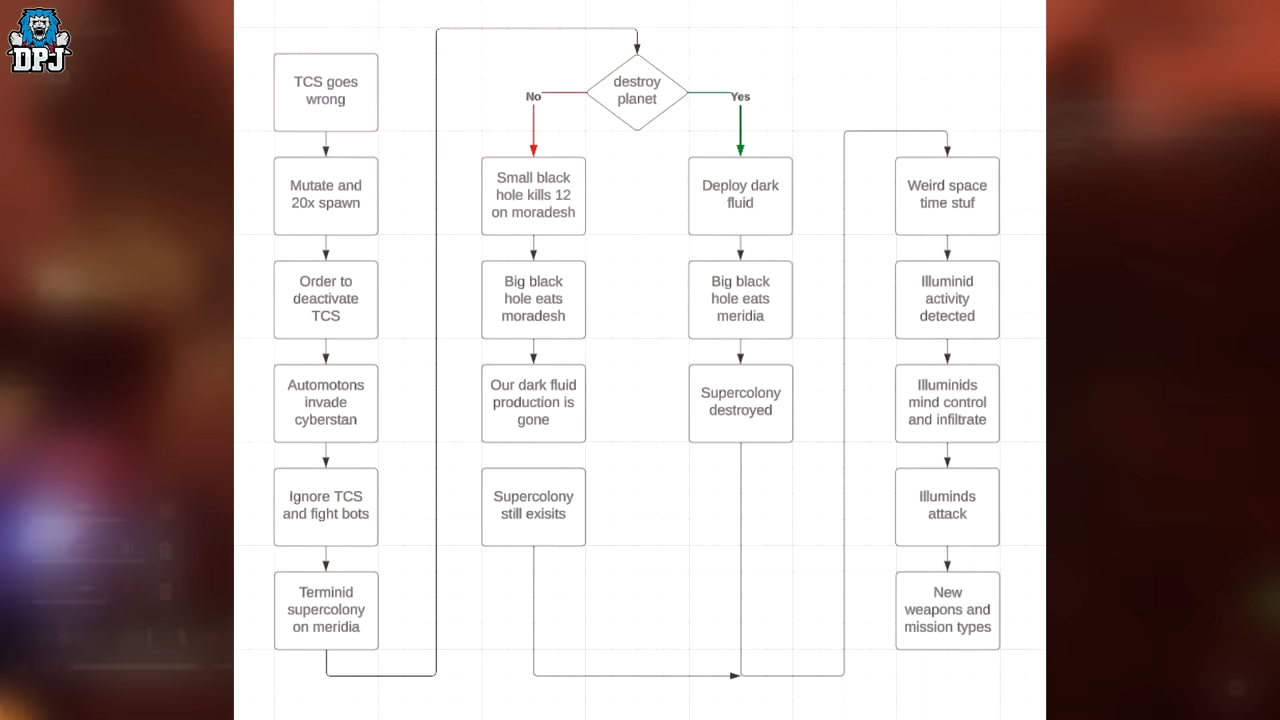 DPJ
TCS goes
wrong
Mutate and
20x spawn
Order to
deactivate
TCS
Automotons
invade
cyberstan
Ignore TCS
and fight bots
Terminid
supercolony
on meridia
destroy
planet
No
Yes
Small black
hole kills 12
on moradesh
Big black
hole eats
moradesh
Our dark fluid
production is
gone
Supercolony
still exisits
Deploy dark
fluid
Big black
hole eats
meridia
Supercolony
destroyed
Weird space
time stuf
Illuminid
activity
detected
Illuminids
mind control
and infiltrate
Illuminds
attack
New
weapons and
mission types